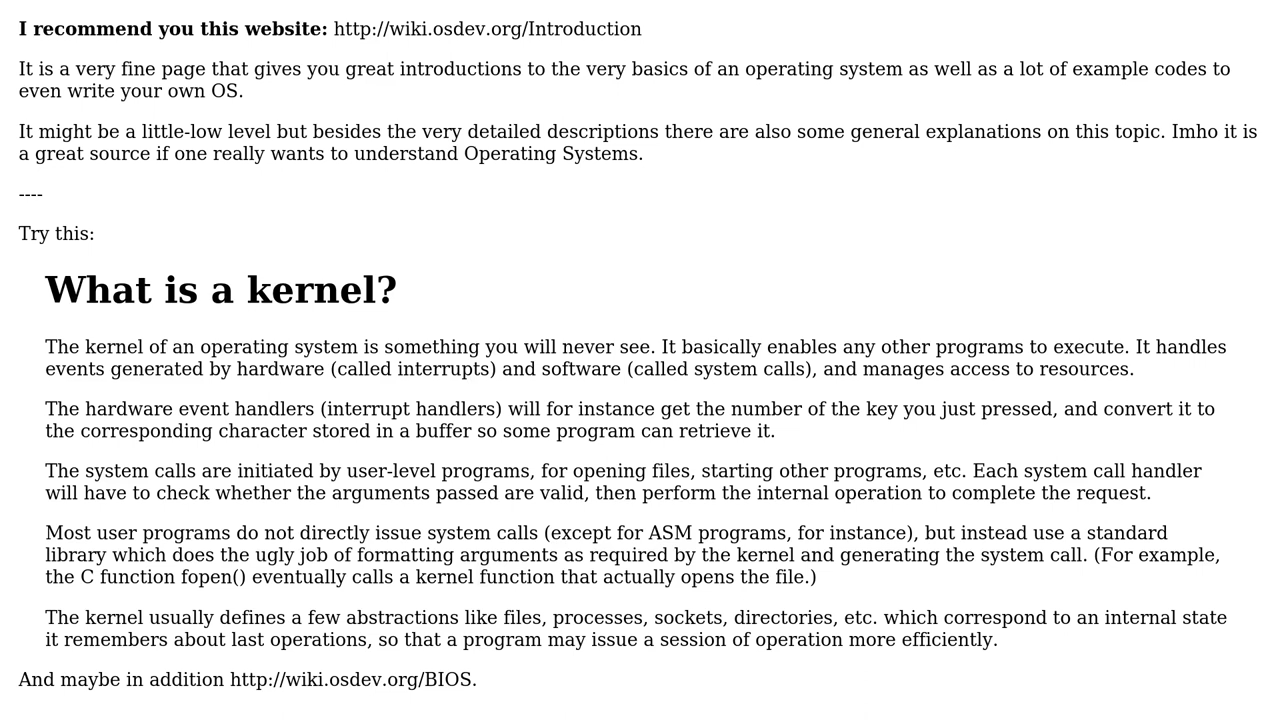 I recommend you this website: http://wiki.osdev.org/Introduction
It is a very fine page that gives you great introductions to the very basics of an operating system as well as a lot of example codes to
even write your own OS.
It might be a little-low level but besides the very detailed descriptions there are also some general explanations on this topic. Imho it is
a great source if one really wants to understand Operating Systems.
----
Try this:
What is a kernel?
The kernel of an operating system is something you will never see. It basically enables any other programs to execute. It handles
events generated by hardware (called interrupts) and software (called system calls), and manages access to resources.
The hardware event handlers (interrupt handlers) will for instance get the number of the key you just pressed, and convert it to
the corresponding character stored in a buffer so some program can retrieve it.
The system calls are initiated by user-level programs, for opening files, starting other programs, etc. Each system call handler
will have to check whether the arguments passed are valid, then perform the internal operation to complete the request.
Most user programs do not directly issue system calls (except for ASM programs, for instance), but instead use a standard
library which does the ugly job of formatting arguments as required by the kernel and generating the system call. (For example,
the C function fopen() eventually calls a kernel function that actually opens the file.)
The kernel usually defines a few abstractions like files, processes, sockets, directories, etc. which correspond to an internal state
it remembers about last operations, so that a program may issue a session of operation more efficiently.
And maybe in addition http://wiki.osdev.org/BIOS.